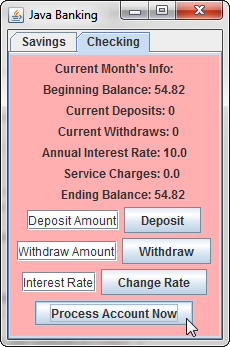 Java Banking
Savings Checking
Current Month's Info:
Beginning Balance: 54.82
Current Deposits: 0
Current Withdraws: 0
Annual Interest Rate: 10.0
Service Charges: 0.0
Ending Balance: 54.82
Deposit Amount Deposit
Withdraw Amount Withdraw
Interest Rate Change Rate
Process Account Now